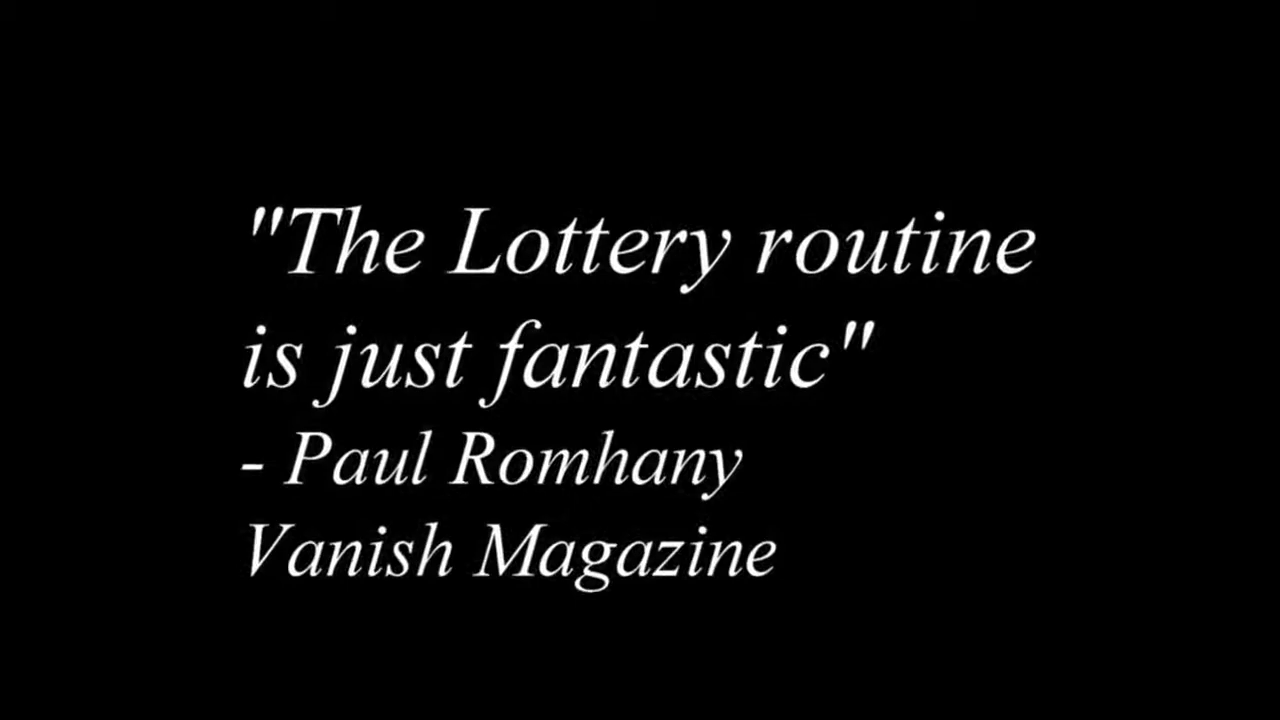 "The Lottery routine
is just fantastic"
- Paul Romhany
Vanish Magazine